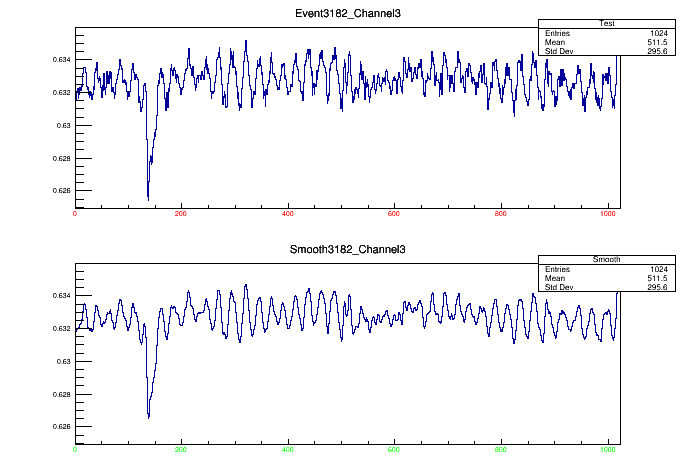 Event3182_Channel3
Test
Entries 1024
Mean 511.5
Std Dev 295.6
0.634
0.632
0.63
0.628
0.626
0 200 400 600 800 1000
Smooth3182_Channel3
Smooth
Entries 1024
Mean 511.5
Std Dev 295.6
0.634
0.632
0.63
0.628
0.626
0 200 400 600 800 1000